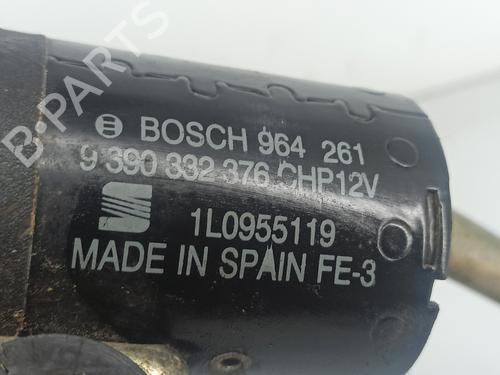 B-PARTS
BOSCH 964 261
9 390 332 376 CHP12V
1L0955119
MADE IN SPAIN FE-3